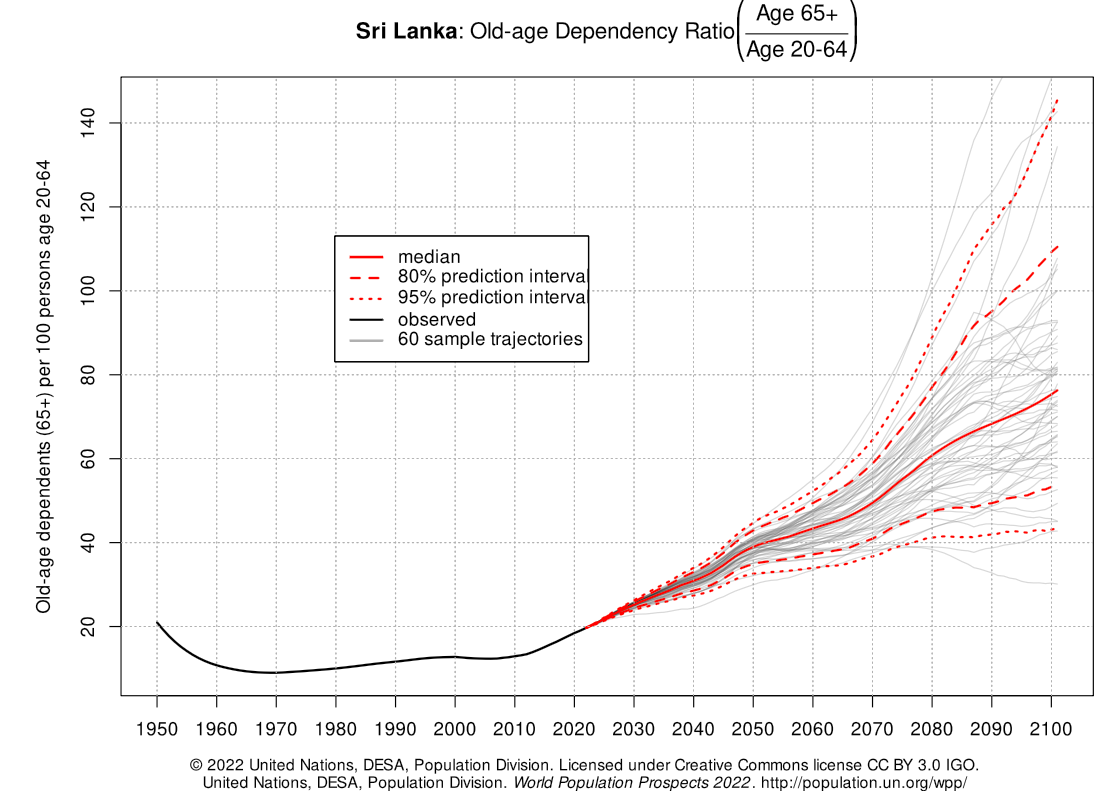 Sri Lanka: Old-age Dependency Ratio
Age 65+
Age 20-64
Old-age dependents (65+) per 100 persons age 20-64
140
120
100
80
60
40
20
median
80% prediction interval
95% prediction interval
observed
60 sample trajectories
1950 1960 1970 1980 1990 2000 2010 2020 2030 2040 2050 2060 2070 2080 2090 2100
© 2022 United Nations, DESA, Population Division. Licensed under Creative Commons license CC BY 3.0 IGO.
United Nations, DESA, Population Division. World Population Prospects 2022. http://population.un.org/wpp/